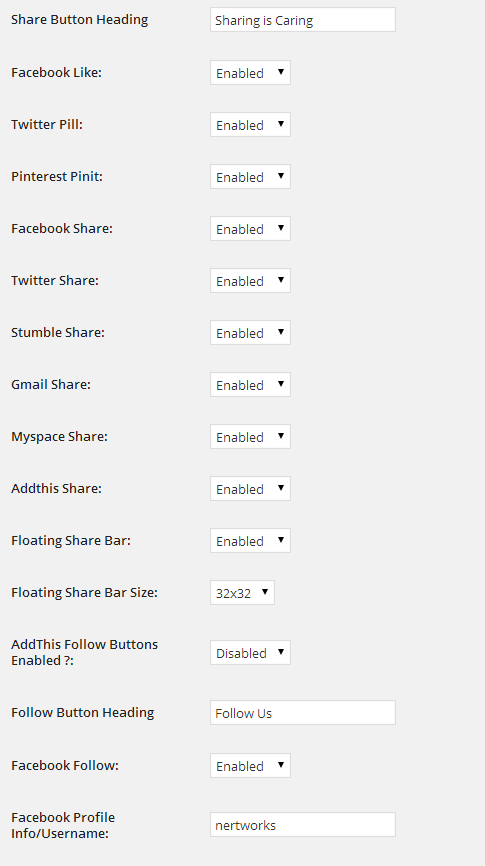 Share Button Heading Sharing is Caring
Facebook Like: Enabled
Twitter Pill: Enabled
Pinterest Pinit: Enabled
Facebook Share: Enabled
Twitter Share: Enabled
Stumble Share: Enabled
Gmail Share: Enabled
Myspace Share: Enabled
Addthis Share: Enabled
Floating Share Bar: Enabled
Floating Share Bar Size: 32x32
AddThis Follow Buttons
Enabled ?: Disabled
Follow Button Heading Follow Us
Facebook Follow: Enabled
Facebook Profile
Info/Username: nertworks